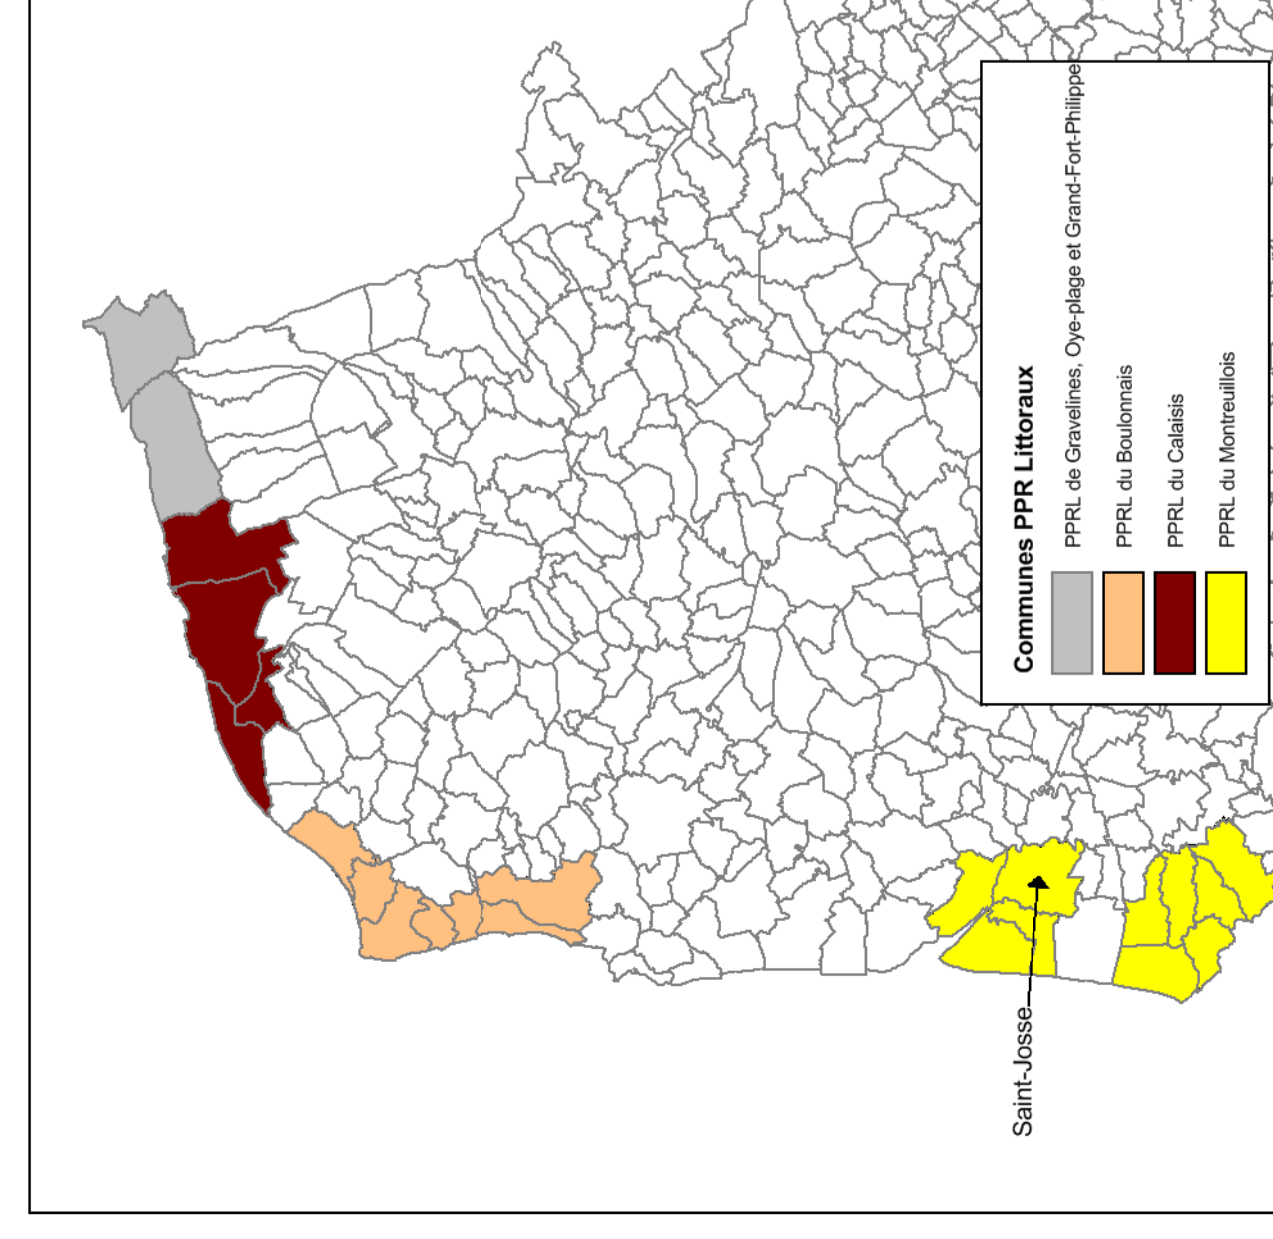 Communes PPR Littoraux
PPRL de Gravelines, Oye-plage et Grand-Fort-Philippe
PPRL du Boulonnais
PPRL du Calaisis
PPRL du Montreuillois
Saint-Josse